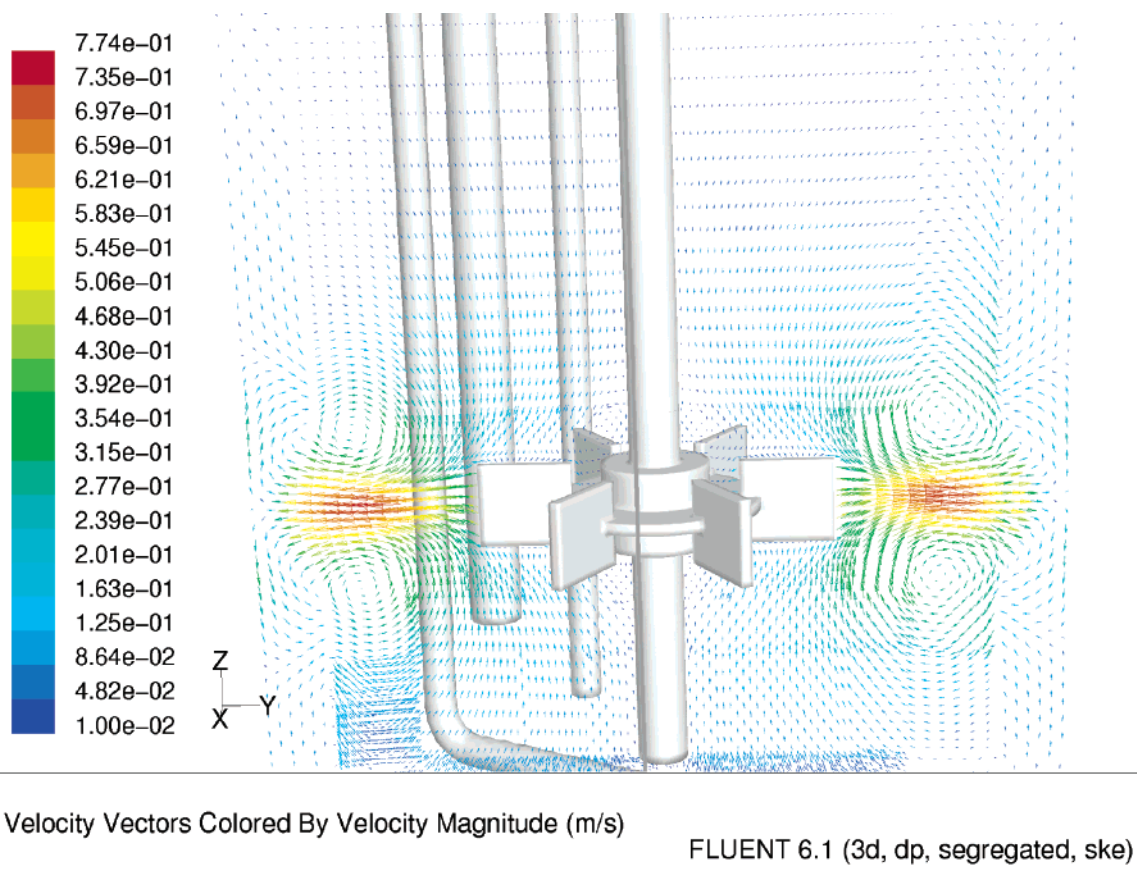 7.74e−01
7.35e−01
6.97e−01
6.59e−01
6.21e−01
5.83e−01
5.45e−01
5.06e−01
4.68e−01
4.30e−01
3.92e−01
3.54e−01
3.15e−01
2.77e−01
2.39e−01
2.01e−01
1.63e−01
1.25e−01
8.64e−02
4.82e−02
1.00e−02
Z
Y
X
Velocity Vectors Colored By Velocity Magnitude (m/s)
FLUENT 6.1 (3d, dp, segregated, ske)